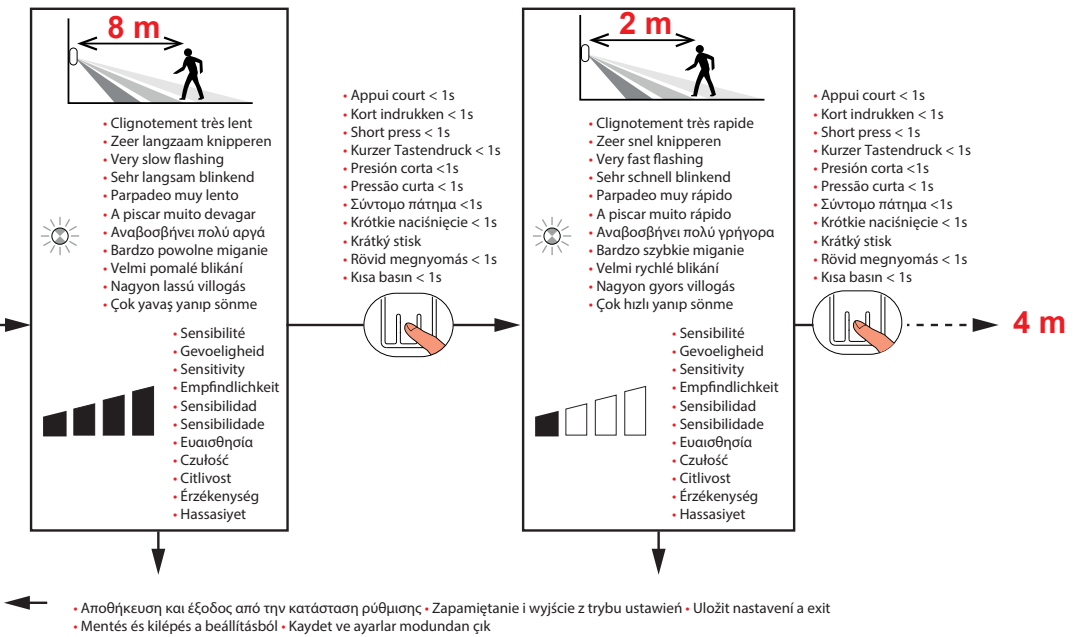 8 m
• Clignotement très lent
• Zeer langzaam knipperen
• Very slow flashing
• Sehr langsam blinkend
• Parpadeo muy lento
• A piscar muito devagar
• Αναβοσβήνει πολύ αργά
• Bardzo powolne miganie
• Velmi pomalé blikání
• Nagyon lassú villogás
• Çok yavaş yanıp sönme
• Sensibilité
• Gevoeligheid
• Sensitivity
• Empfindlichkeit
• Sensibilidad
• Sensibilidade
• Ευαισθησία
• Czułość
• Citlivost
• Érzékenység
• Hassasiyet
• Appui court < 1s
• Kort indrukken < 1s
• Short press < 1s
• Kurzer Tastendruck < 1s
• Presión corta <1s
• Pressão curta < 1s
• Σύντομο πάτημα <1s
• Krótkie naciśnięcie < 1s
• Krátký stisk
• Rövid megnyomás < 1s
• Kısa basın < 1s
2 m
• Clignotement très rapide
• Zeer snel knipperen
• Very fast flashing
• Sehr schnell blinkend
• Parpadeo muy rápido
• A piscar muito rápido
• Αναβοσβήνει πολύ γρήγορα
• Bardzo szybkie miganie
• Velmi rychlé blikání
• Nagyon gyors villogás
• Çok hızlı yanıp sönme
• Sensibilité
• Gevoeligheid
• Sensitivity
• Empfindlichkeit
• Sensibilidad
• Sensibilidade
• Ευαισθησία
• Czułość
• Citlivost
• Érzékenység
• Hassasiyet
• Appui court < 1s
• Kort indrukken < 1s
• Short press < 1s
• Kurzer Tastendruck < 1s
• Presión corta <1s
• Pressão curta < 1s
• Σύντομο πάτημα <1s
• Krótkie naciśnięcie < 1s
• Krátký stisk
• Rövid megnyomás < 1s
• Kısa basın < 1s
4 m
• Αποθήκευση και έξοδος από την κατάσταση ρύθμισης • Zapamiętanie i wyjście z trybu ustawień • Uložit nastavení a exit
• Mentés és kilépés a beállításból • Kaydet ve ayarlar modundan çık